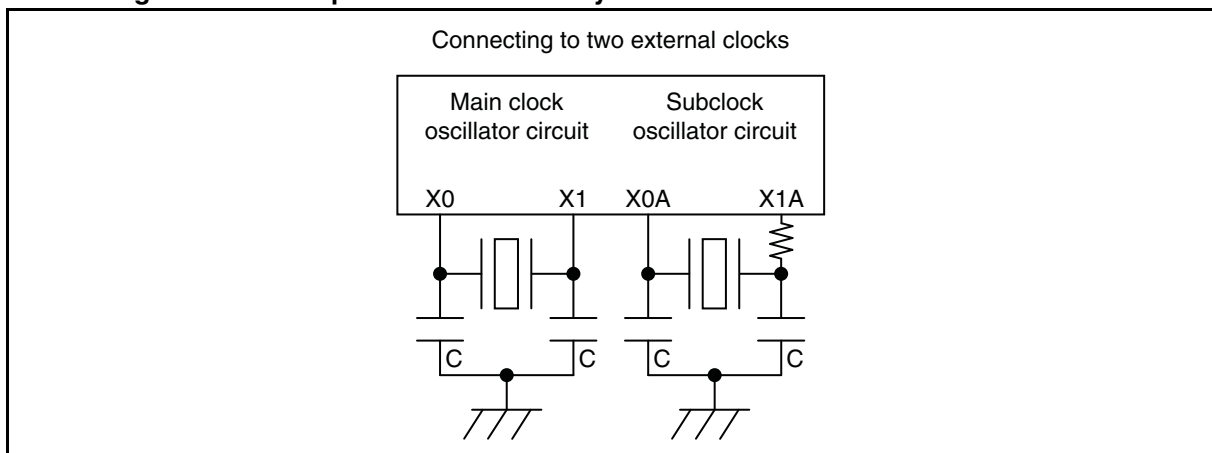 Connecting to two external clocks
Main clock
oscillator circuit
Subclock
oscillator circuit
X0 X1 X0A X1A
C C C C